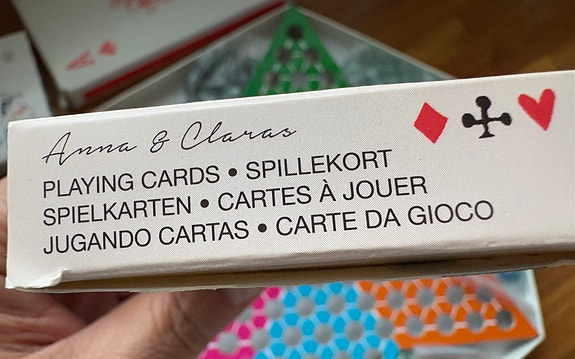 Anna & Claras
PLAYING CARDS • SPILLEKORT
SPIELKARTEN • CARTES À JOUER
JUGANDO CARTAS • CARTE DA GIOCO